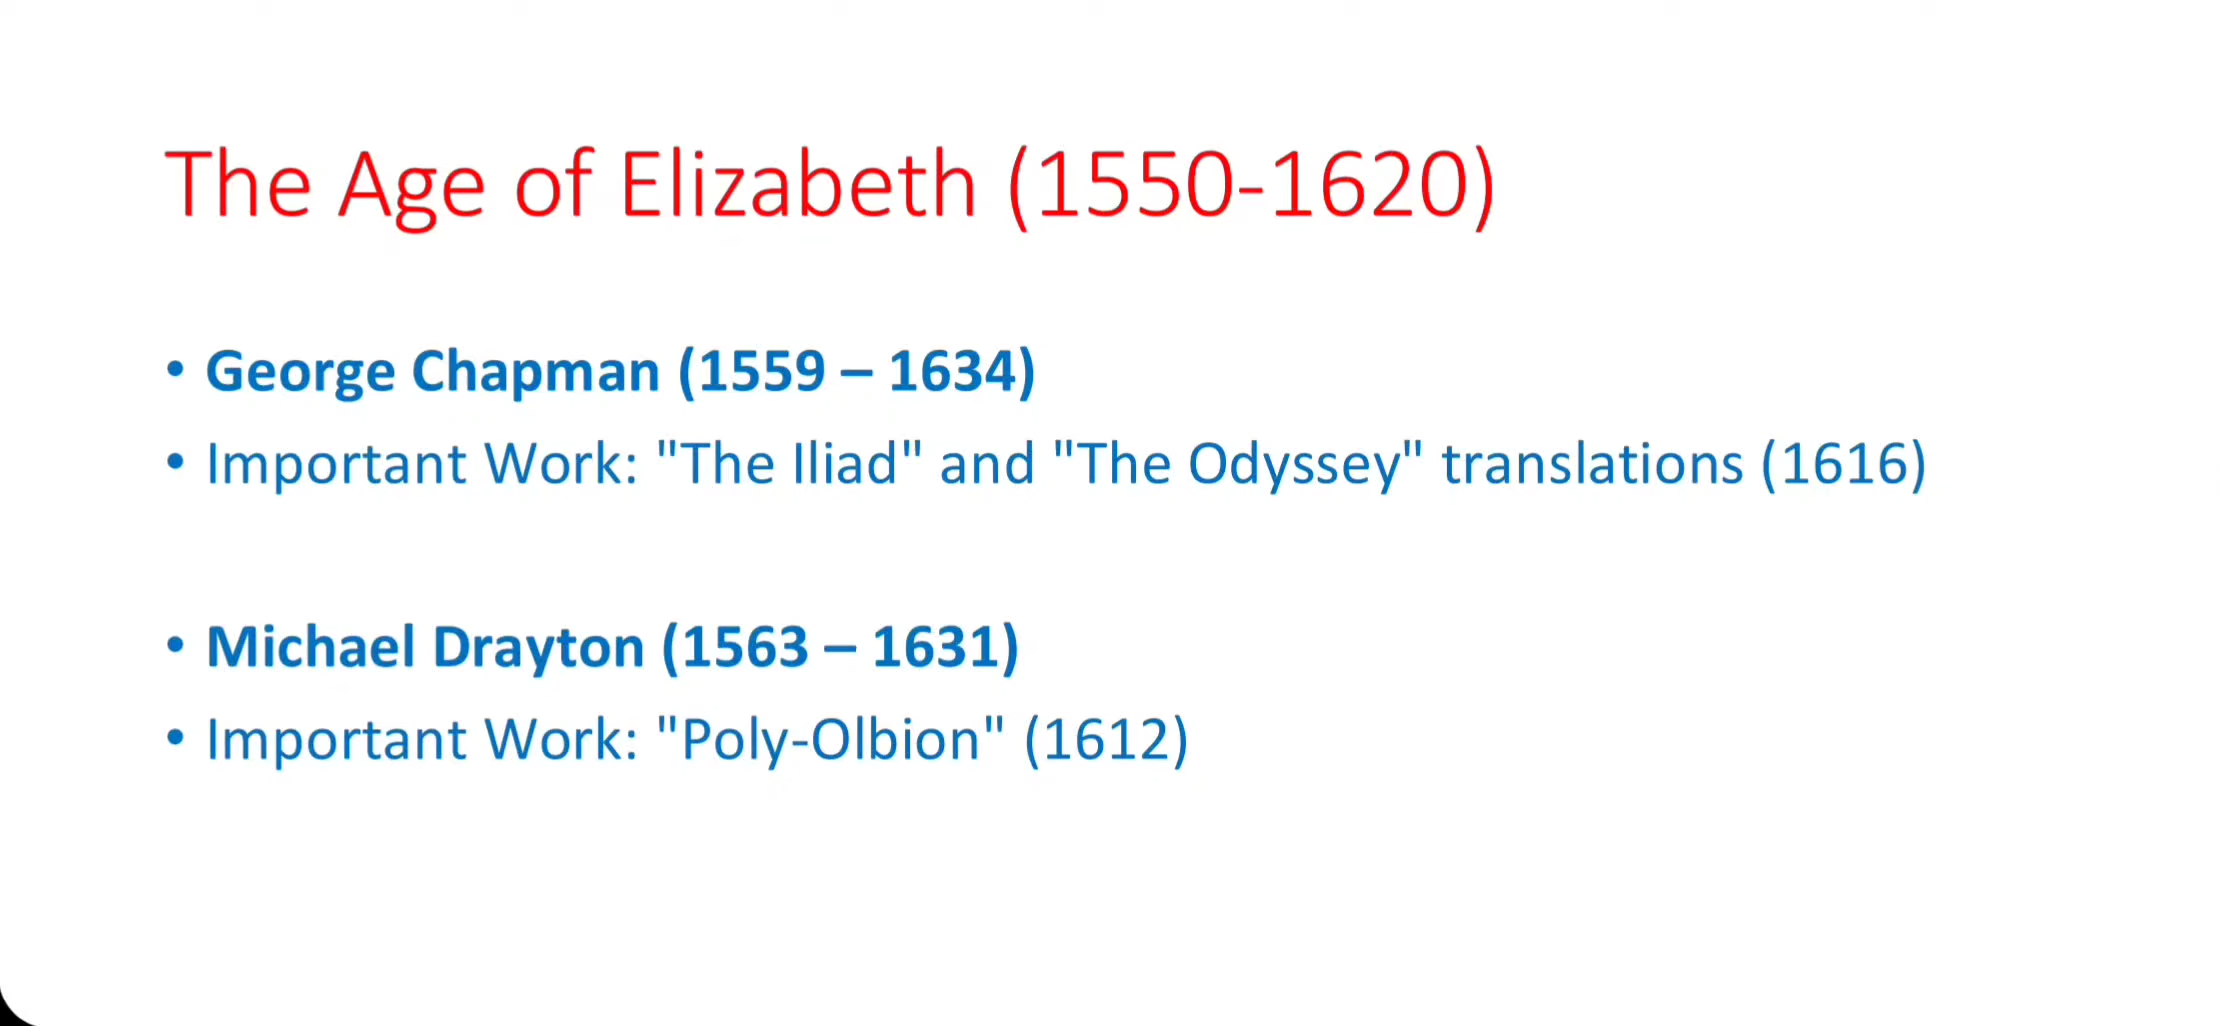 The Age of Elizabeth (1550-1620)
• George Chapman (1559 – 1634)
• Important Work: "The Iliad" and "The Odyssey" translations (1616)
• Michael Drayton (1563 – 1631)
• Important Work: "Poly-Olbion" (1612)